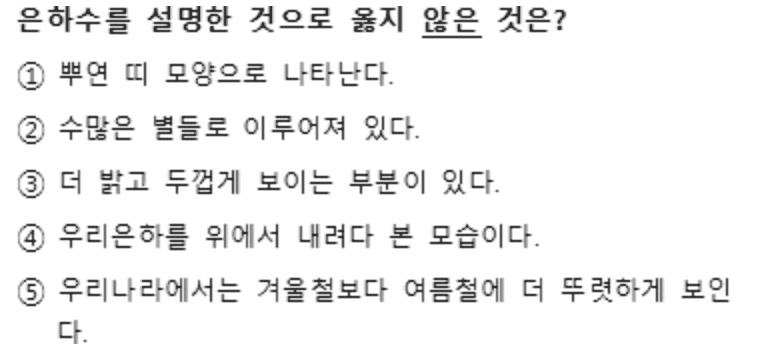 은하수를 설명한 것으로 옳지 않은 것은?
① 뿌연 띠 모양으로 나타난다.
② 수많은 별들로 이루어져 있다.
③ 더 밝고 두껍게 보이는 부분이 있다.
④ 우리은하를 위에서 내려다 본 모습이다.
⑤ 우리나라에서는 겨울철보다 여름철에 더 뚜렷하게 보인
다.